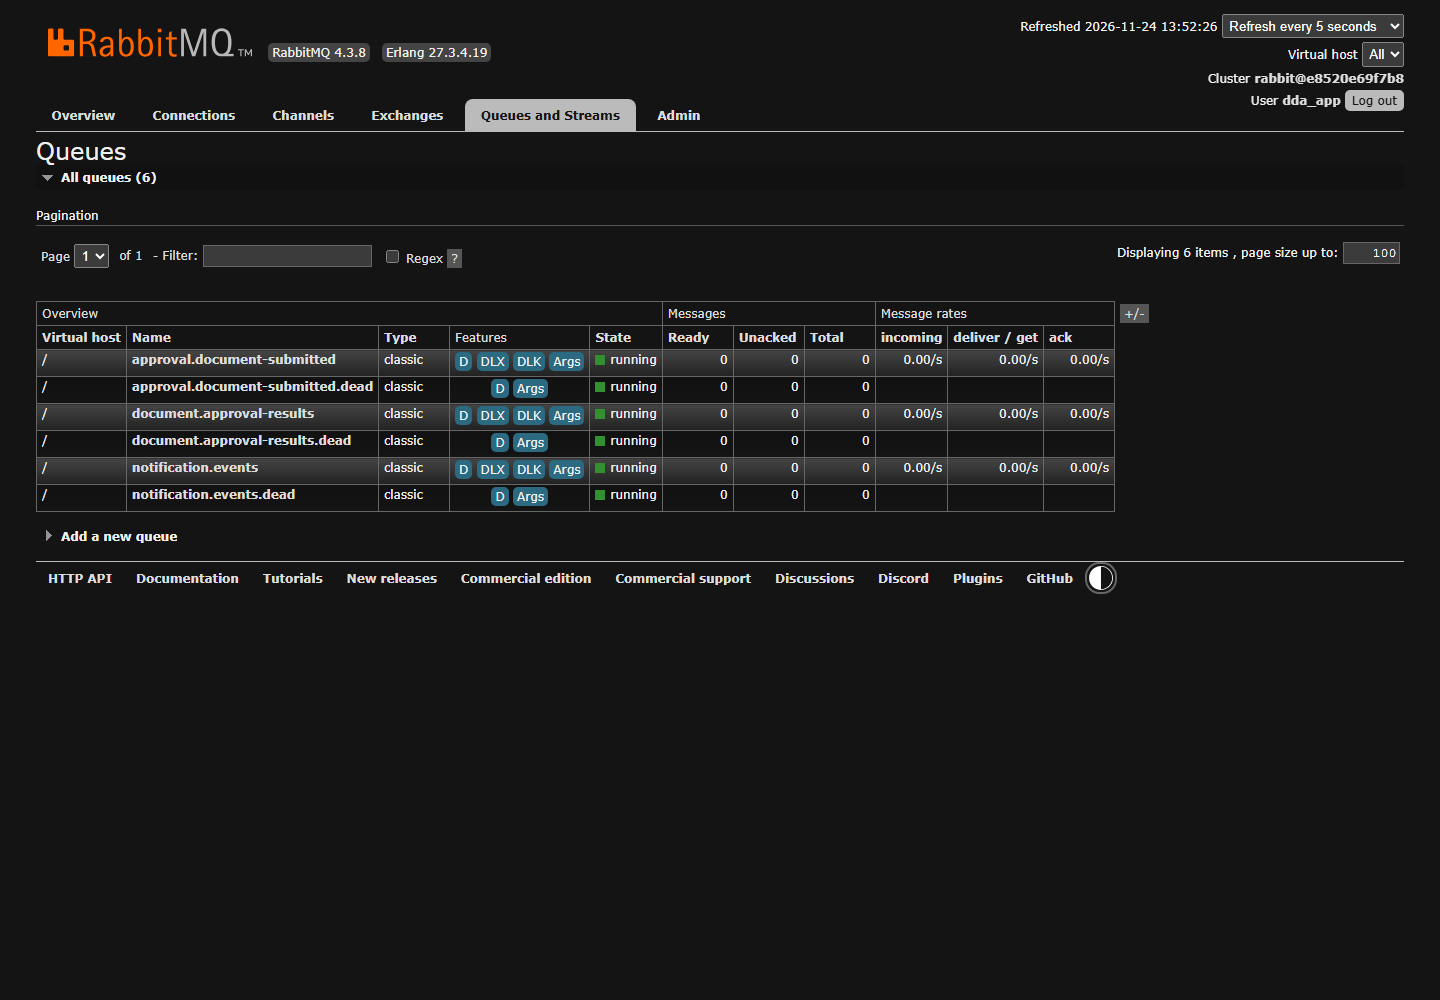 RabbitMQ TM RabbitMQ 4.3.8 Erlang 27.3.4.19
Refreshed 2026-11-24 13:52:26 Refresh every 5 seconds
Virtual host All
Cluster rabbit@e8520e69f7b8
User dda_app Log out
Overview Connections Channels Exchanges Queues and Streams Admin
Queues
All queues (6)
Pagination
Page 1 of 1 - Filter: Regex ? Displaying 6 items , page size up to: 100
Overview Messages Message rates +/-
Virtual host Name Type Features State Ready Unacked Total incoming deliver / get ack
/ approval.document-submitted classic D DLX DLK Args running 0 0 0 0.00/s 0.00/s 0.00/s
/ approval.document-submitted.dead classic D Args running 0 0 0
/ document.approval-results classic D DLX DLK Args running 0 0 0 0.00/s 0.00/s 0.00/s
/ document.approval-results.dead classic D Args running 0 0 0
/ notification.events classic D DLX DLK Args running 0 0 0 0.00/s 0.00/s 0.00/s
/ notification.events.dead classic D Args running 0 0 0
Add a new queue
HTTP API Documentation Tutorials New releases Commercial edition Commercial support Discussions Discord Plugins GitHub